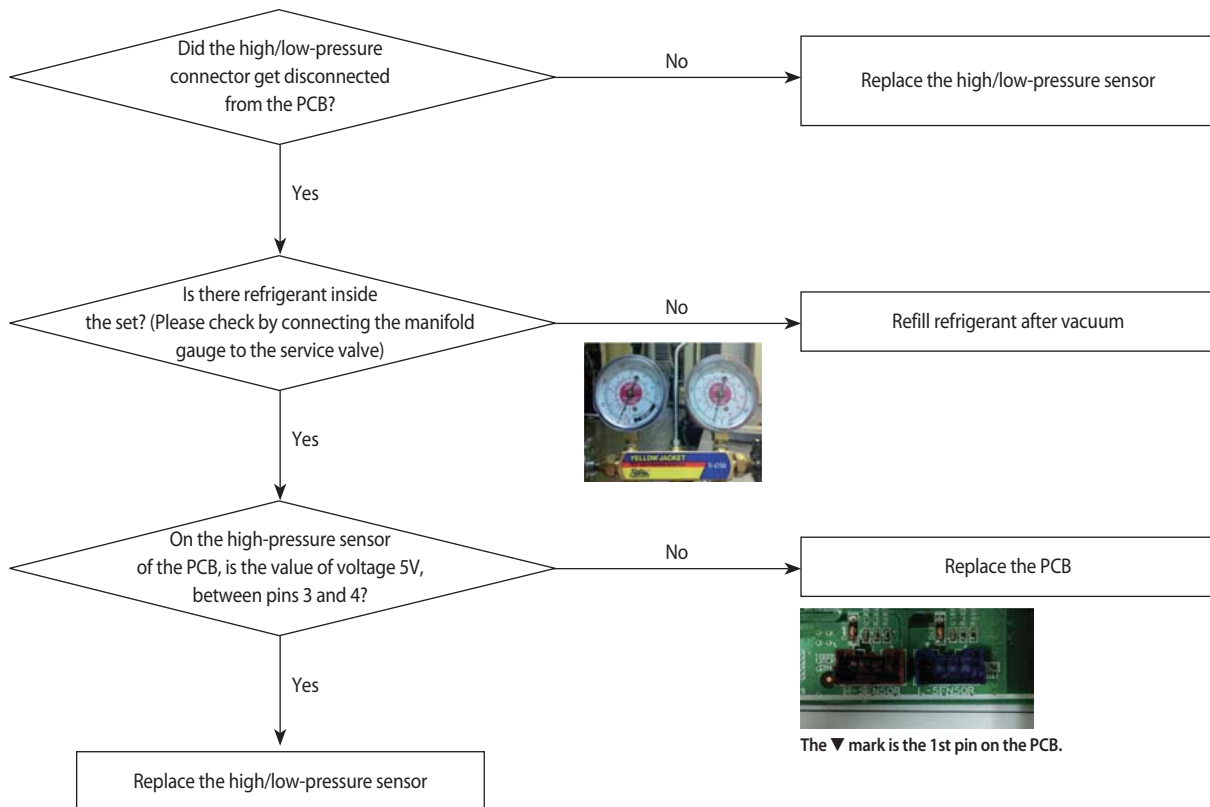 Did the high/low-pressure
connector get disconnected
from the PCB?
No
Replace the high/low-pressure sensor
Yes
Is there refrigerant inside
the set? (Please check by connecting the manifold
gauge to the service valve)
No
Refill refrigerant after vacuum
YELLOW JACKET
Yes
On the high-pressure sensor
of the PCB, is the value of voltage 5V,
between pins 3 and 4?
No
Replace the PCB
H-SENSOR L-SENSOR
The ▼ mark is the 1st pin on the PCB.
Yes
Replace the high/low-pressure sensor